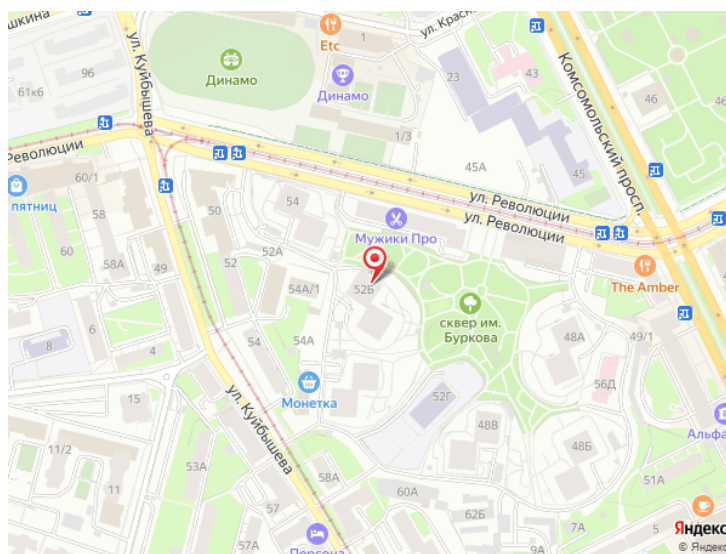 шкина
ул. Куйбышева
96
61к6
Динамо
Etc
1
ул. Красн
Динамо
1/3
23
43
46
44
Комсомольский просп.
45А
45
Революции
ул. Революции
ул. Революции
60/1
пятниц
58
60
58А
50
54
52
52А
Мужики Про
The Amber
52Б
54А/1
сквер им.
Буркова
8
6
4
54
54А
Монетка
48А
49/1
56Д
52Г
15
ул. Куйбышева
48В
48Б
Альфа
11/2
11
53А
58А
57
60А
62Б
7А
9А
51А
Персона
Яндекс
© Яндекс